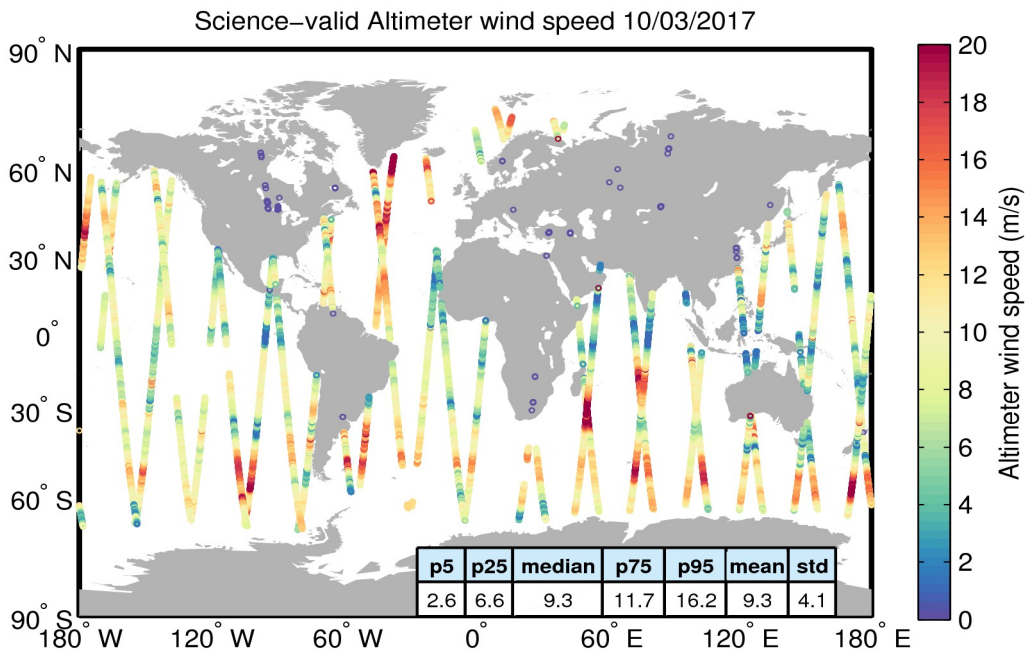 Science−valid Altimeter wind speed 10/03/2017
90° N
60° N
30° N
0°
30° S
60° S
90° S
180° W
120° W
60° W
0°
60° E
120° E
180° E
p5 p25 median p75 p95 mean std
2.6 6.6 9.3 11.7 16.2 9.3 4.1
20
18
16
14
12
10
8
6
4
2
0
Altimeter wind speed (m/s)